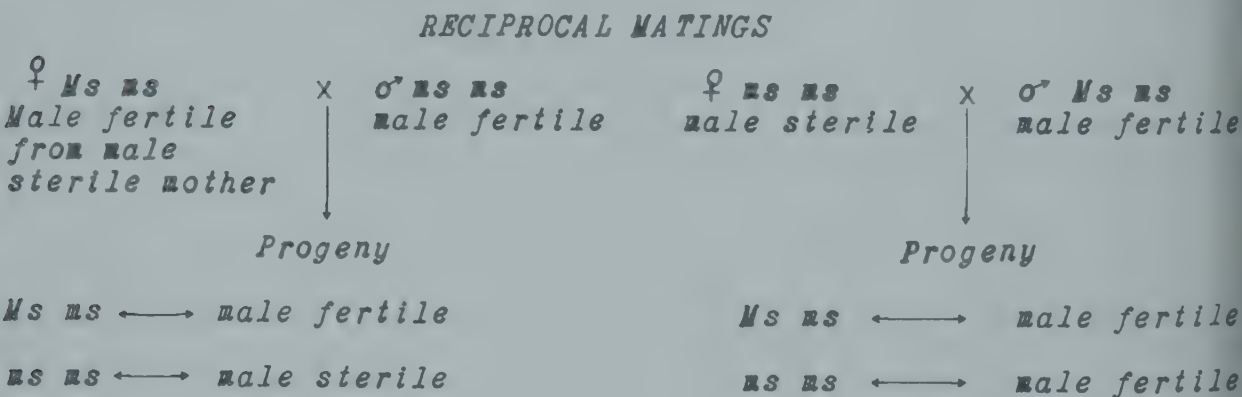 RECIPROCAL MATINGS
♀ Ms ms × ♂ ms ms
Male fertile male fertile
from male
sterile mother
Progeny
Ms ms ←→ male fertile
ms ms ←→ male sterile
♀ ms ms × ♂ Ms ms
male sterile male fertile
Progeny
Ms ms ←→ male fertile
ms ms ←→ male fertile